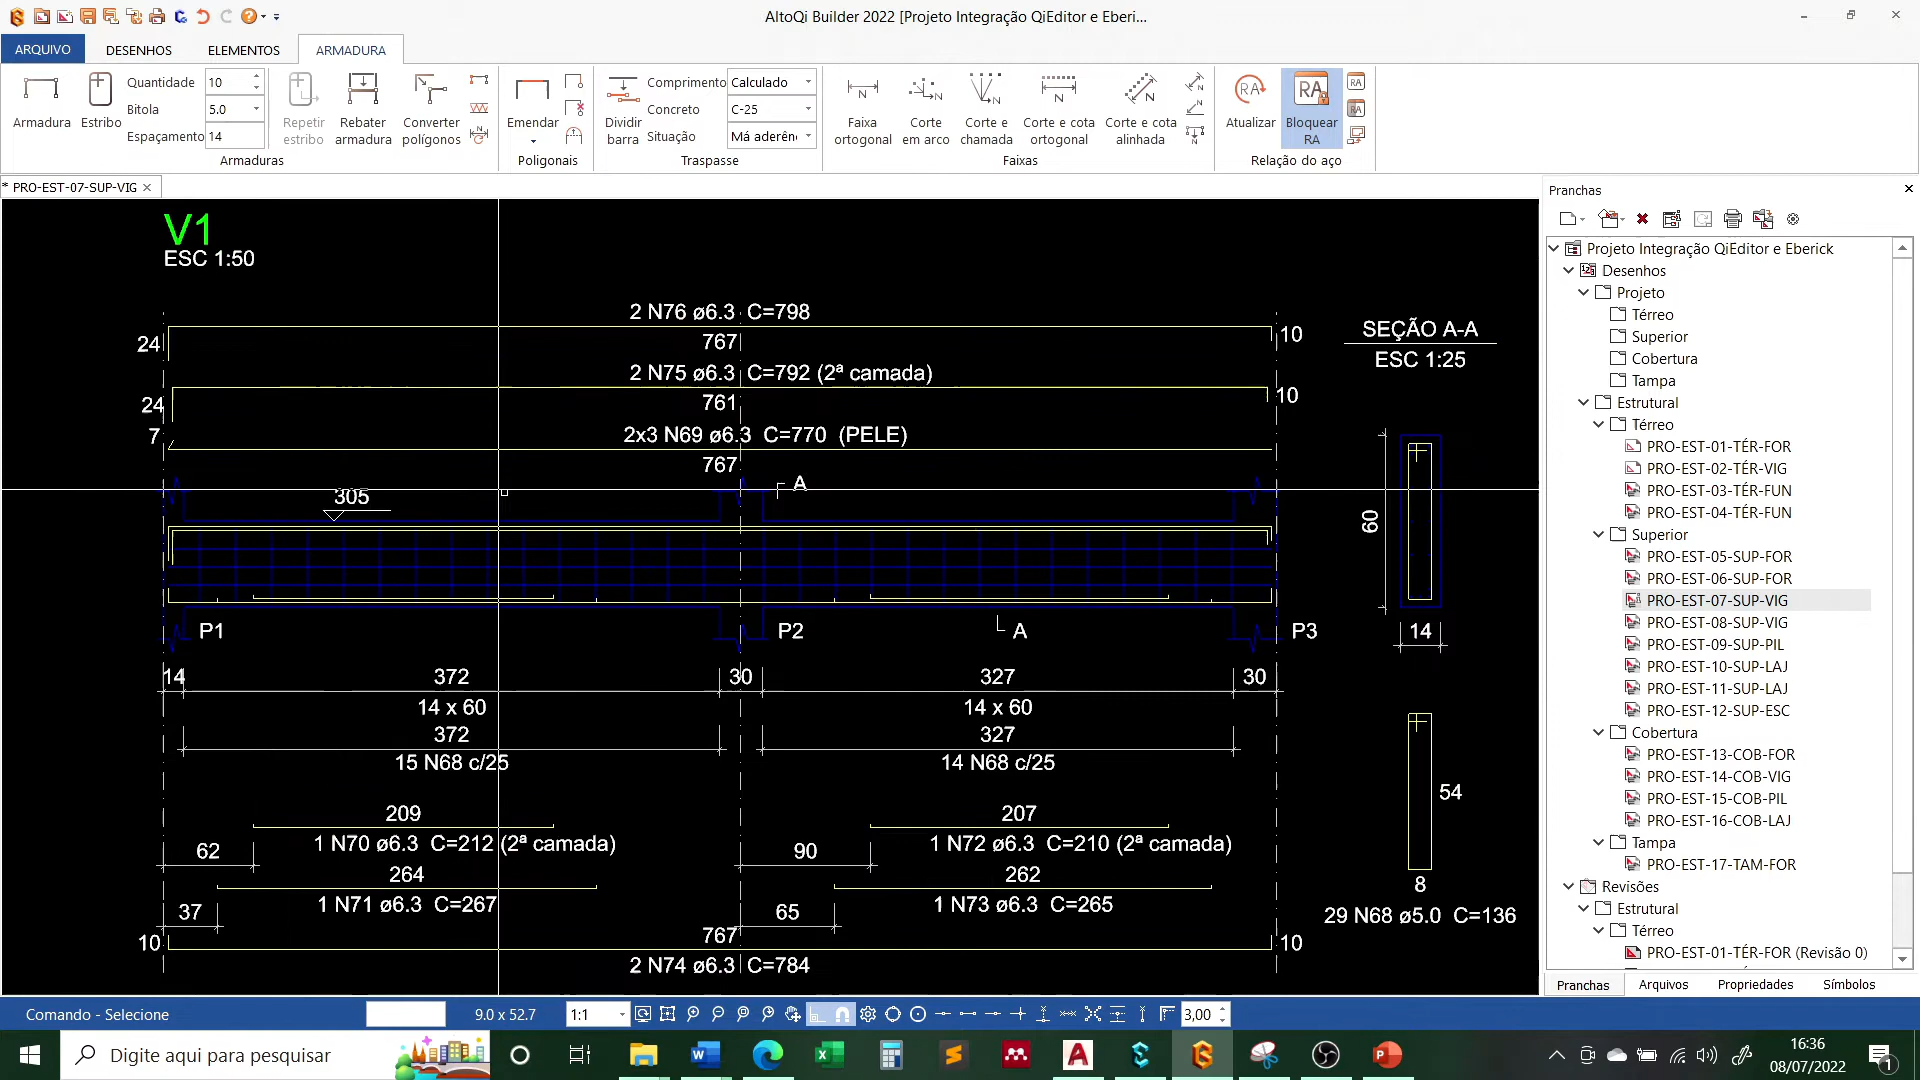 AltoQi Builder 2022 [Projeto Integração QiEditor e Eberi...
ARQUIVO DESENHOS ELEMENTOS ARMADURA
Armadura
Estribo
Quantidade 10
Bitola 5.0
Espaçamento 14
Repetir estribo
Rebater armadura
Converter polígonos
Armaduras
Emendar
Poligonais
Dividir barra
Comprimento Calculado
Concreto C-25
Situação Má aderên
Traspasse
Faixa ortogonal
Corte em arco
Corte e chamada
Corte e cota ortogonal
Corte e cota alinhada
Faixas
RA
Atualizar
RA
Bloquear RA
RA
RA
Relação do aço
* PRO-EST-07-SUP-VIG
V1
ESC 1:50
2 N76 ø6.3 C=798
24 767 10
2 N75 ø6.3 C=792 (2ª camada)
24 761 10
7 2x3 N69 ø6.3 C=770 (PELE)
767
305 A
P1 P2 A P3
14 372 30 327 30
14 x 60 14 x 60
372 327
15 N68 c/25 14 N68 c/25
209 207
62 1 N70 ø6.3 C=212 (2ª camada) 90 1 N72 ø6.3 C=210 (2ª camada)
264 262
37 1 N71 ø6.3 C=267 65 1 N73 ø6.3 C=265
10 767 10
2 N74 ø6.3 C=784
SEÇÃO A-A
ESC 1:25
60
14
54
8
29 N68 ø5.0 C=136
Pranchas
Projeto Integração QiEditor e Eberick
Desenhos
Projeto
Térreo
Superior
Cobertura
Tampa
Estrutural
Térreo
PRO-EST-01-TÉR-FOR
PRO-EST-02-TÉR-VIG
PRO-EST-03-TÉR-FUN
PRO-EST-04-TÉR-FUN
Superior
PRO-EST-05-SUP-FOR
PRO-EST-06-SUP-FOR
PRO-EST-07-SUP-VIG
PRO-EST-08-SUP-VIG
PRO-EST-09-SUP-PIL
PRO-EST-10-SUP-LAJ
PRO-EST-11-SUP-LAJ
PRO-EST-12-SUP-ESC
Cobertura
PRO-EST-13-COB-FOR
PRO-EST-14-COB-VIG
PRO-EST-15-COB-PIL
PRO-EST-16-COB-LAJ
Tampa
PRO-EST-17-TAM-FOR
Revisões
Estrutural
Térreo
PRO-EST-01-TÉR-FOR (Revisão 0)
Pranchas Arquivos Propriedades Símbolos
Comando - Selecione 9.0 x 52.7 1:1 3,00
Digite aqui para pesquisar
16:36
08/07/2022
1